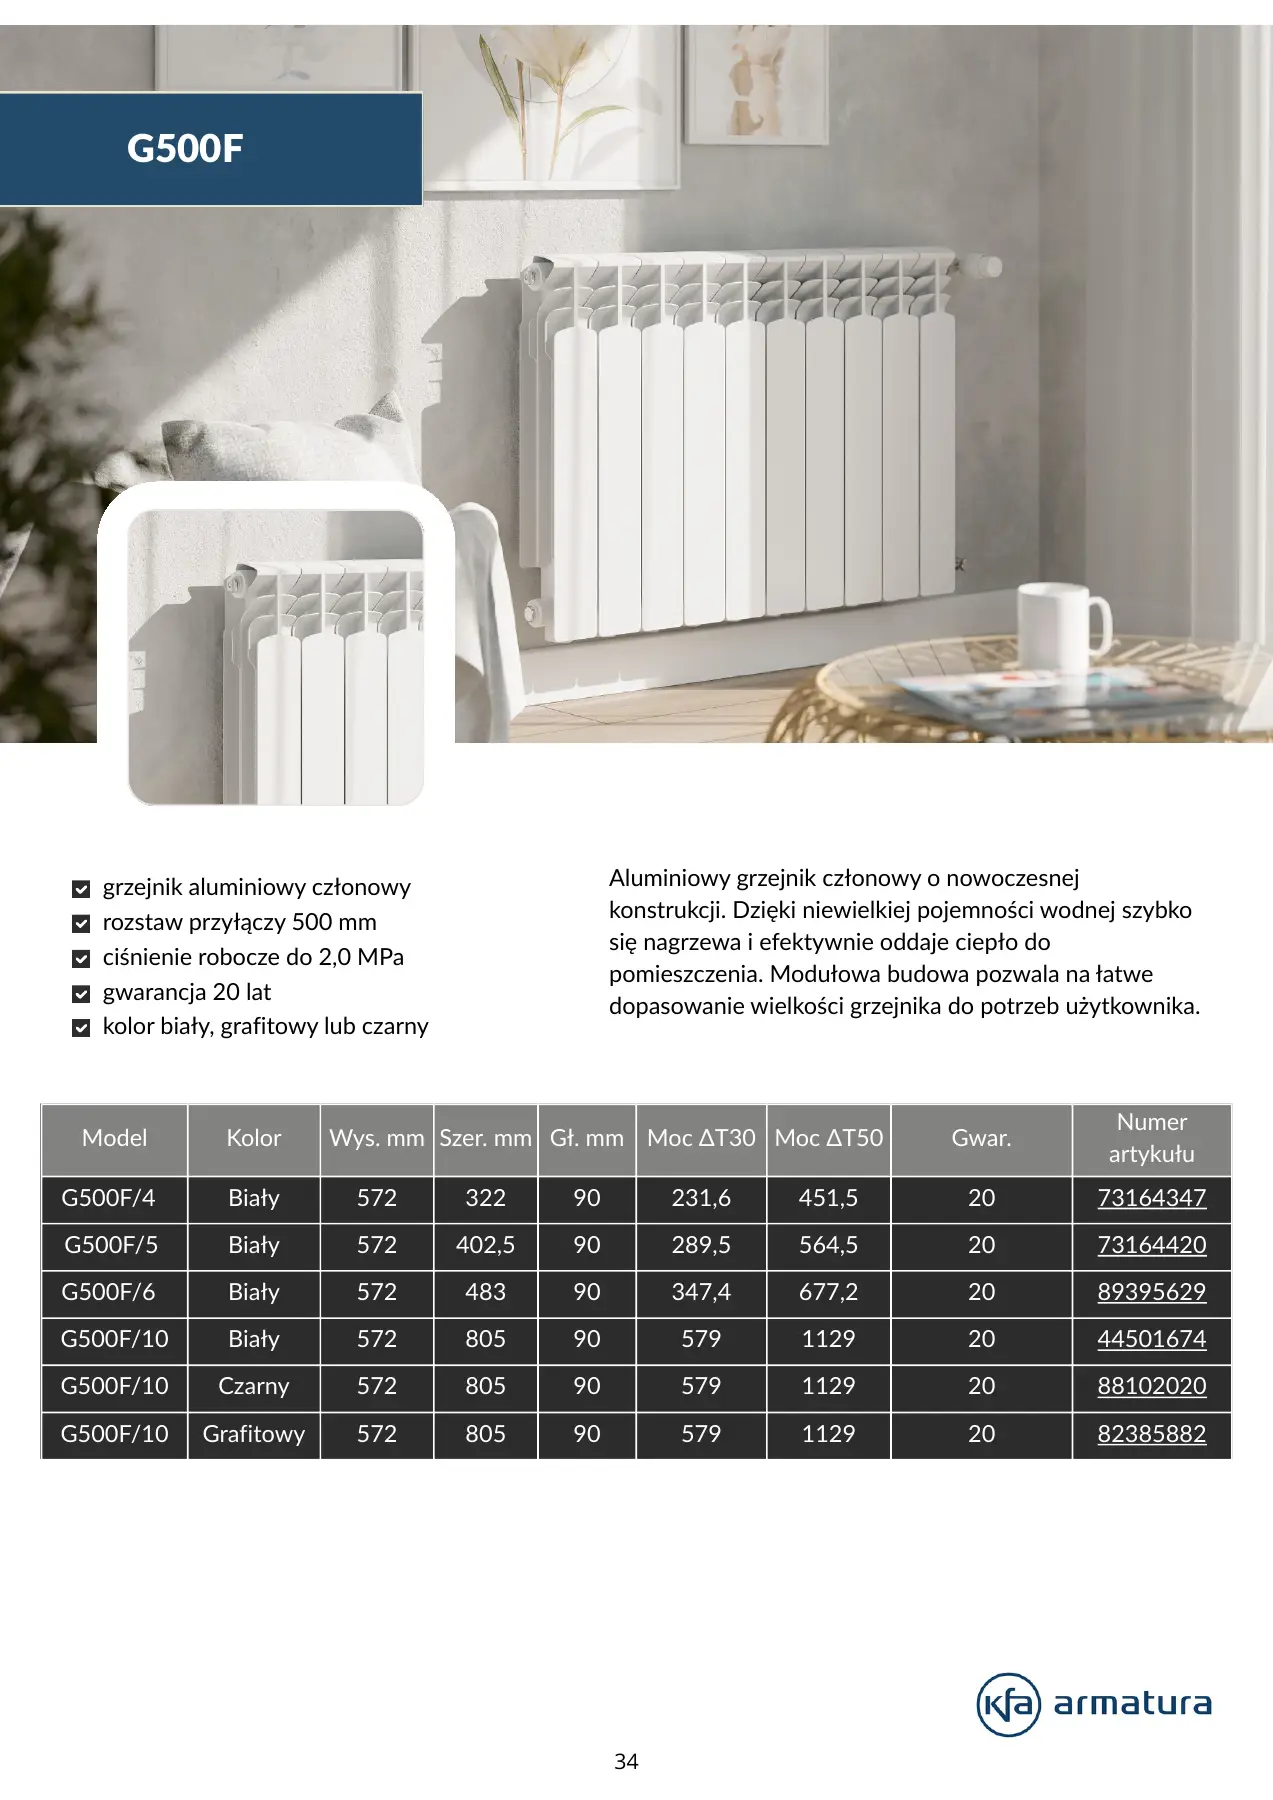 G500F
grzejnik aluminiowy członowy
rozstaw przyłączy 500 mm
ciśnienie robocze do 2,0 MPa
gwarancja 20 lat
kolor biały, grafitowy lub czarny
Aluminiowy grzejnik członowy o nowoczesnej
konstrukcji. Dzięki niewielkiej pojemności wodnej szybko
się nagrzewa i efektywnie oddaje ciepło do
pomieszczenia. Modułowa budowa pozwala na łatwe
dopasowanie wielkości grzejnika do potrzeb użytkownika.
Model Kolor Wys. mm Szer. mm Gł. mm Moc ΔT30 Moc ΔT50 Gwar. Numer artykułu
G500F/4 Biały 572 322 90 231,6 451,5 20 73164347
G500F/5 Biały 572 402,5 90 289,5 564,5 20 73164420
G500F/6 Biały 572 483 90 347,4 677,2 20 89395629
G500F/10 Biały 572 805 90 579 1129 20 44501674
G500F/10 Czarny 572 805 90 579 1129 20 88102020
G500F/10 Grafitowy 572 805 90 579 1129 20 82385882
kfa armatura
34